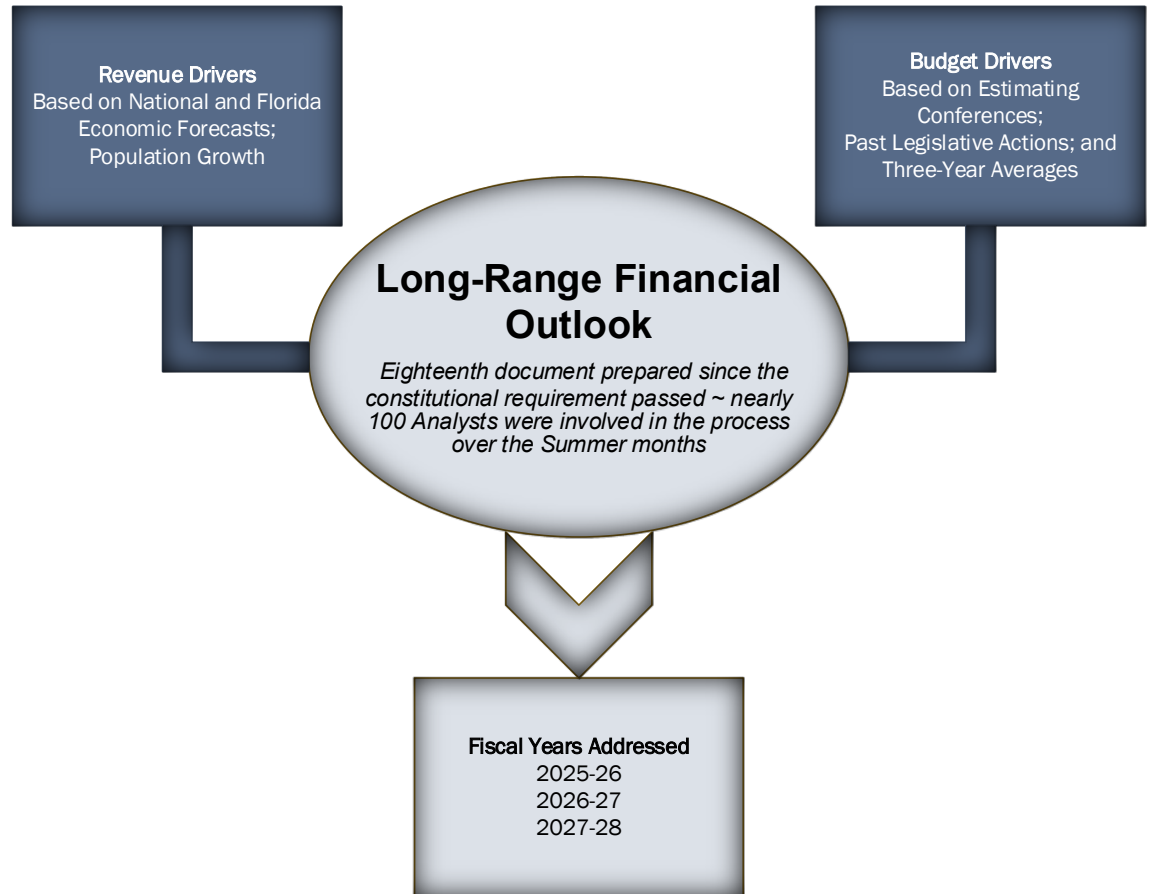 Revenue Drivers
Based on National and Florida
Economic Forecasts;
Population Growth
Budget Drivers
Based on Estimating
Conferences;
Past Legislative Actions; and
Three-Year Averages
Long-Range Financial
Outlook
Eighteenth document prepared since the
constitutional requirement passed ~ nearly
100 Analysts were involved in the process
over the Summer months
Fiscal Years Addressed
2025-26
2026-27
2027-28